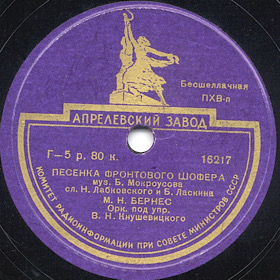 Бесшеллачная
ПХВ-п
АПРЕЛЕВСКИЙ ЗАВОД
Г—5 р. 80 к. 16217
ПЕСЕНКА ФРОНТОВОГО ШОФЕРА
муз. Б. Мокроусова
сл. Н. Лабковского и Б. Ласкина
М. Н. БЕРНЕС
Орк. под упр.
В. Н. Кнушевицкого
КОМИТЕТ РАДИОИНФОРМАЦИИ ПРИ СОВЕТЕ МИНИСТРОВ СССР